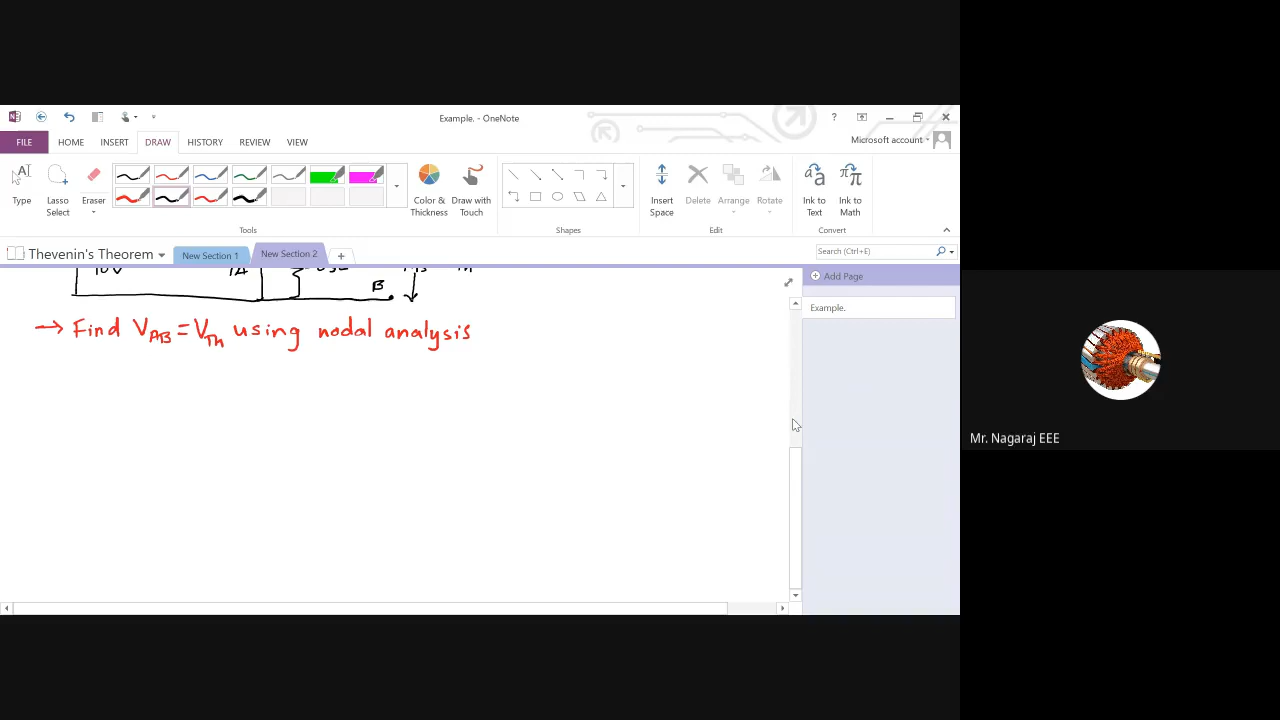 Example. - OneNote
?
FILE HOME INSERT DRAW HISTORY REVIEW VIEW
Microsoft account
Type Lasso Select Eraser
Color & Thickness Draw with Touch
Insert Space Delete Arrange Rotate Ink to Text Ink to Math
Tools Shapes Edit Convert
Thevenin's Theorem New Section 1 New Section 2 +
Search (Ctrl+E)
Add Page
Example.
10V 1A
B
→ Find VAB = VTh using nodal analysis
Mr. Nagaraj EEE